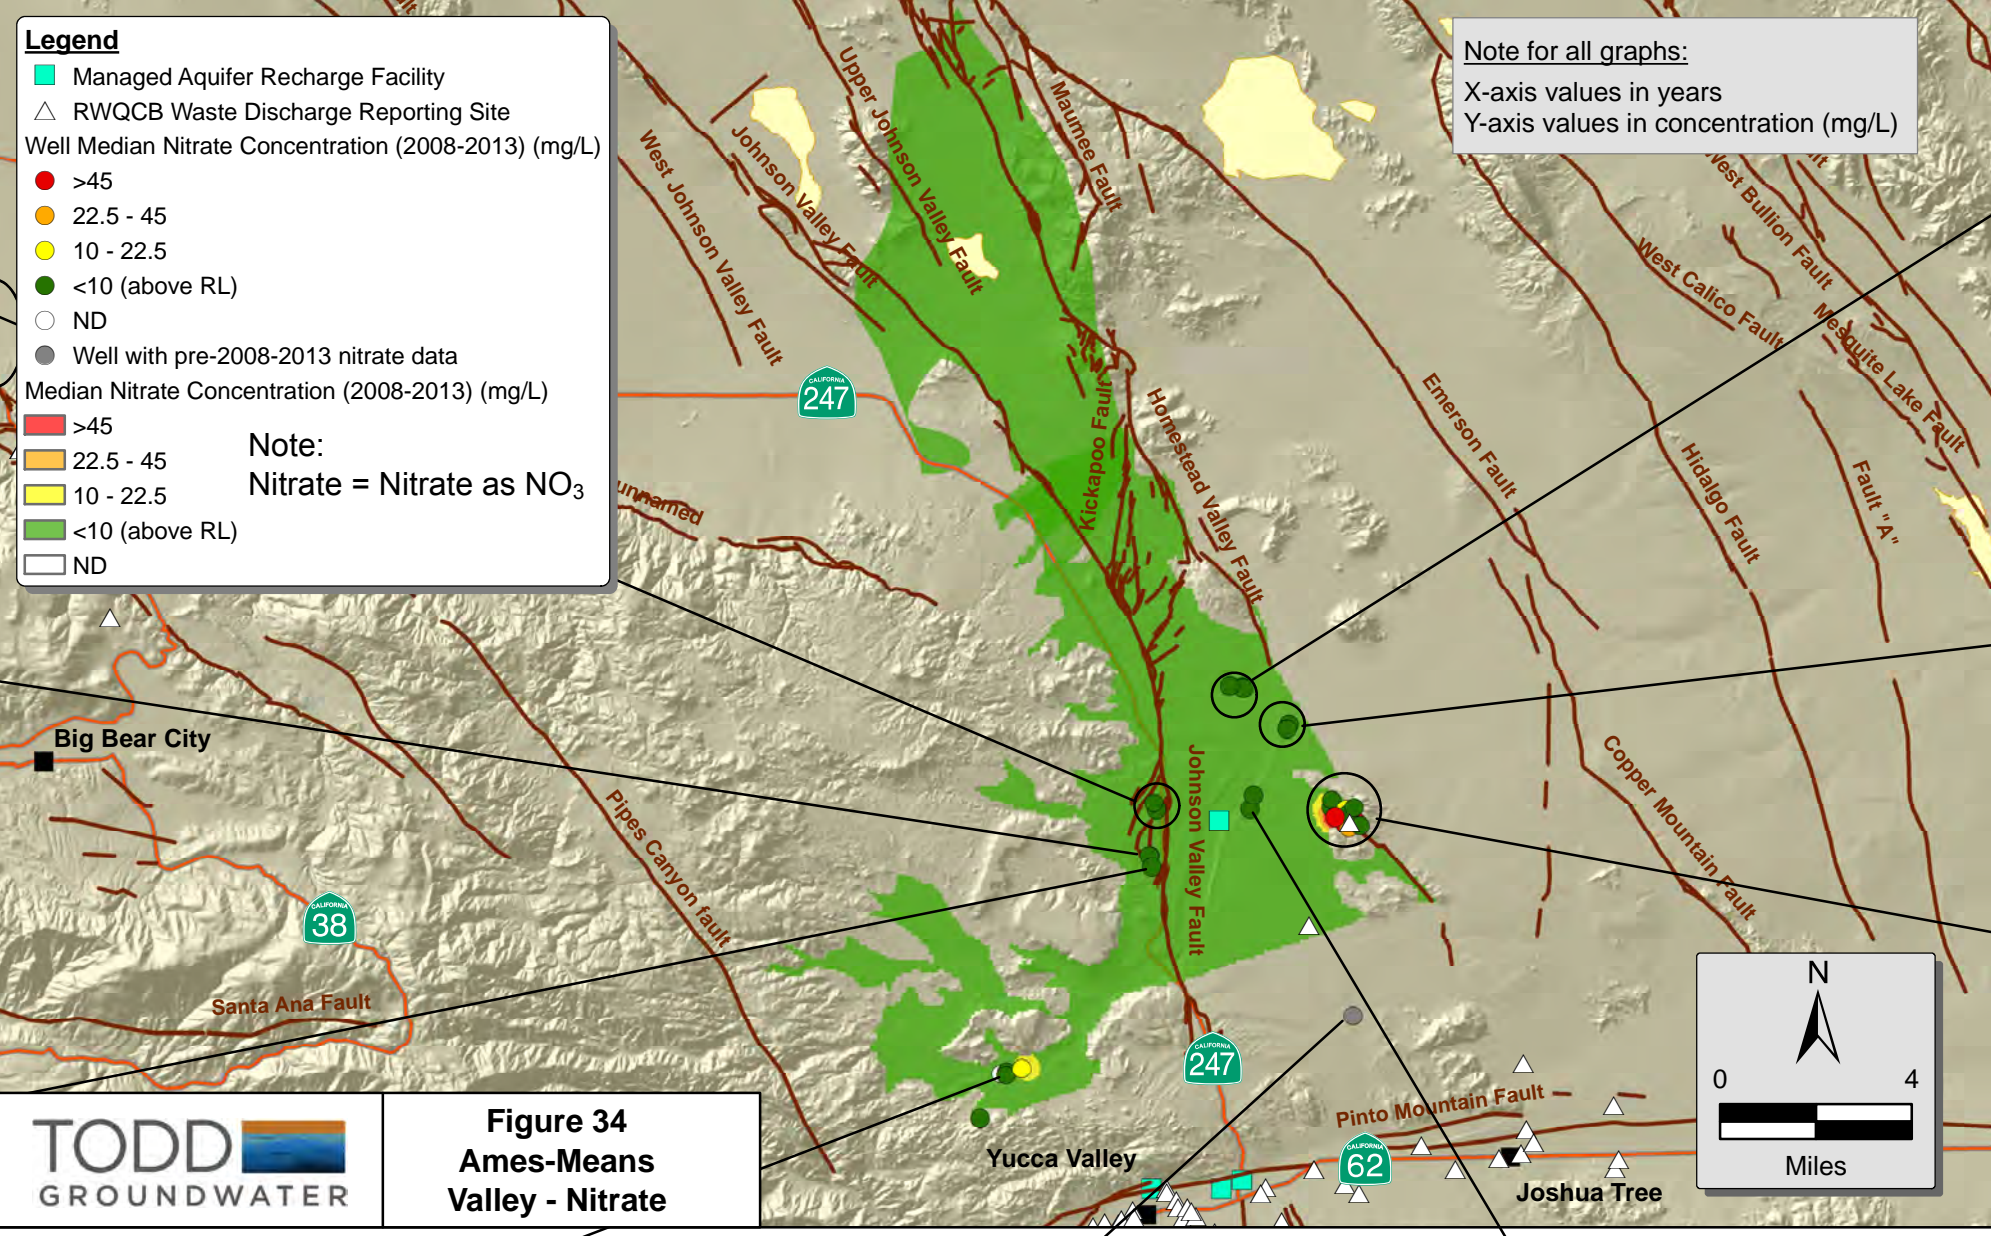 Legend
Managed Aquifer Recharge Facility
RWQCB Waste Discharge Reporting Site
Well Median Nitrate Concentration (2008-2013) (mg/L)
>45
22.5 - 45
10 - 22.5
<10 (above RL)
ND
Well with pre-2008-2013 nitrate data
Median Nitrate Concentration (2008-2013) (mg/L)
>45
22.5 - 45
10 - 22.5
<10 (above RL)
ND
Note:
Nitrate = Nitrate as NO3
Note for all graphs:
X-axis values in years
Y-axis values in concentration (mg/L)
Upper Johnson Valley Fault
Maumee Fault
Johnson Valley Fault
West Johnson Valley Fault
West Bullion Fault
West Calico Fault
Mesquite Lake Fault
CALIFORNIA
247
Kickapoo Fault
Homestead Valley Fault
Emerson Fault
Hidalgo Fault
Fault "A"
unnamed
Big Bear City
Pipes Canyon fault
Johnson Valley Fault
Copper Mountain Fault
CALIFORNIA
38
Santa Ana Fault
CALIFORNIA
247
Pinto Mountain Fault
CALIFORNIA
62
Yucca Valley
Joshua Tree
N
0 4
Miles
TODD
GROUNDWATER
Figure 34
Ames-Means
Valley - Nitrate